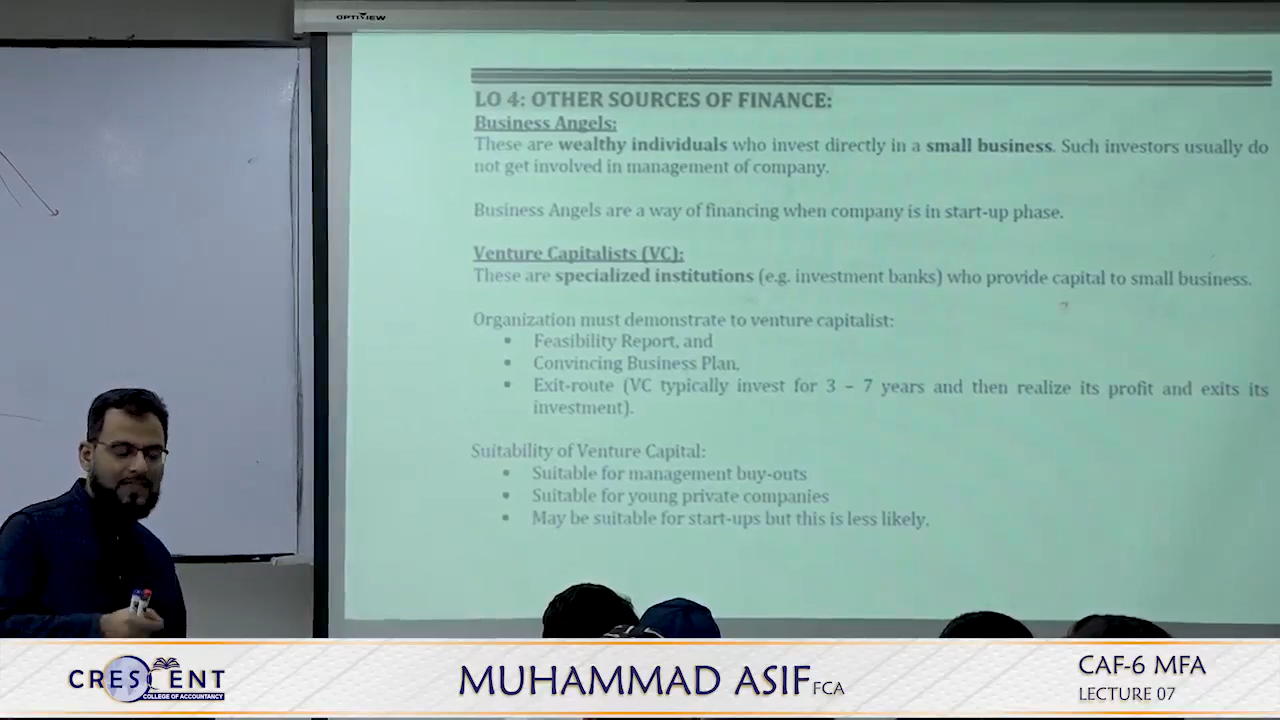 OPTIVIEW
LO 4: OTHER SOURCES OF FINANCE:
Business Angels:
These are wealthy individuals who invest directly in a small business. Such investors usually do
not get involved in management of company.
Business Angels are a way of financing when company is in start-up phase.
Venture Capitalists (VC):
These are specialized institutions (e.g. investment banks) who provide capital to small business.
Organization must demonstrate to venture capitalist:
• Feasibility Report, and
• Convincing Business Plan,
• Exit-route (VC typically invest for 3 – 7 years and then realize its profit and exits its
investment).
Suitability of Venture Capital:
• Suitable for management buy-outs
• Suitable for young private companies
• May be suitable for start-ups but this is less likely.
CRESCENT
COLLEGE OF ACCOUNTANCY
MUHAMMAD ASIF FCA
CAF-6 MFA
LECTURE 07